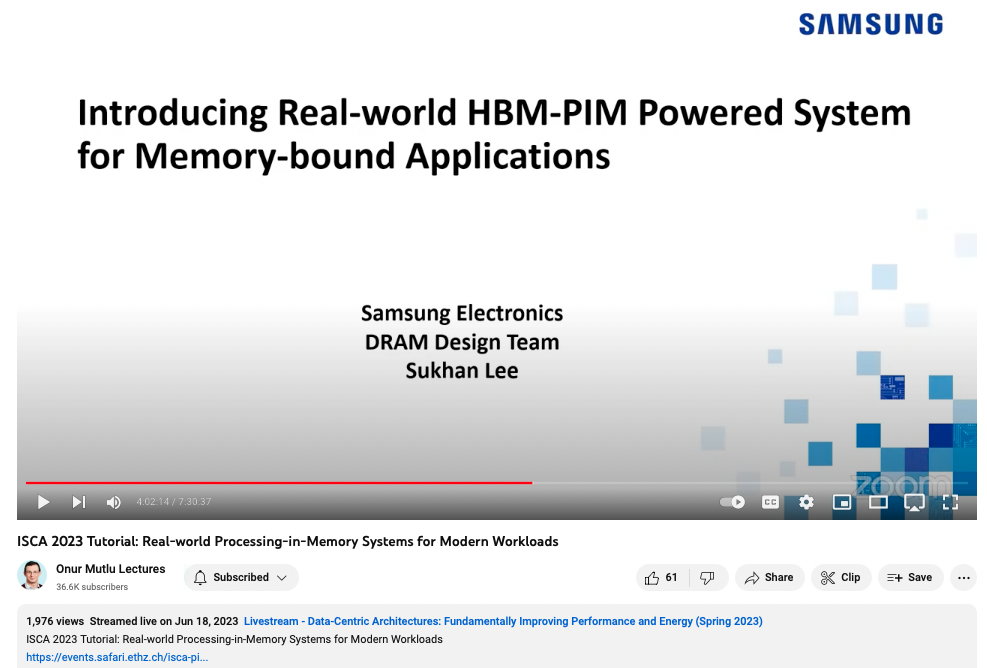 SAMSUNG
Introducing Real-world HBM-PIM Powered System
for Memory-bound Applications
Samsung Electronics
DRAM Design Team
Sukhan Lee
zoom
4:02:14 / 7:30:37
CC
ISCA 2023 Tutorial: Real-world Processing-in-Memory Systems for Modern Workloads
Onur Mutlu Lectures
36.6K subscribers
Subscribed
61
Share
Clip
Save
1,976 views Streamed live on Jun 18, 2023 Livestream - Data-Centric Architectures: Fundamentally Improving Performance and Energy (Spring 2023)
ISCA 2023 Tutorial: Real-world Processing-in-Memory Systems for Modern Workloads
https://events.safari.ethz.ch/isca-pi...